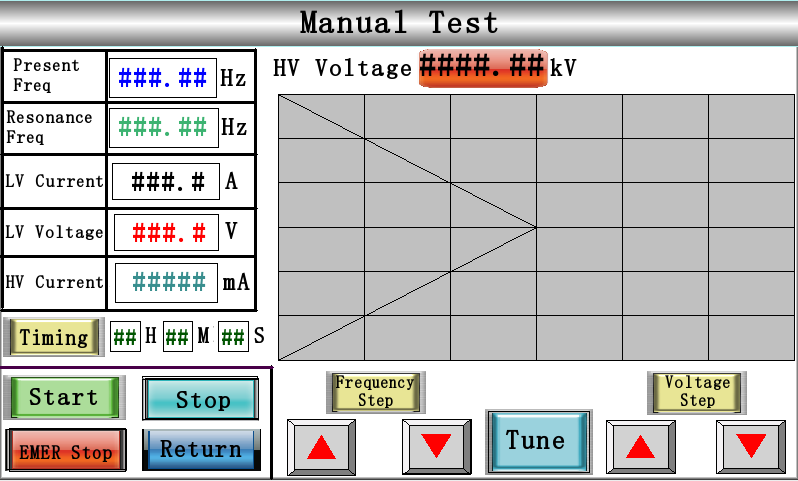 Manual Test
Present
Freq
###.## Hz
HV Voltage ####.## kV
Resonance
Freq
###.## Hz
LV Current ###.# A
LV Voltage ###.# V
HV Current ##### mA
Timing ## H ## M ## S
Start Stop
EMER Stop Return
Frequency
Step
Tune
Voltage
Step